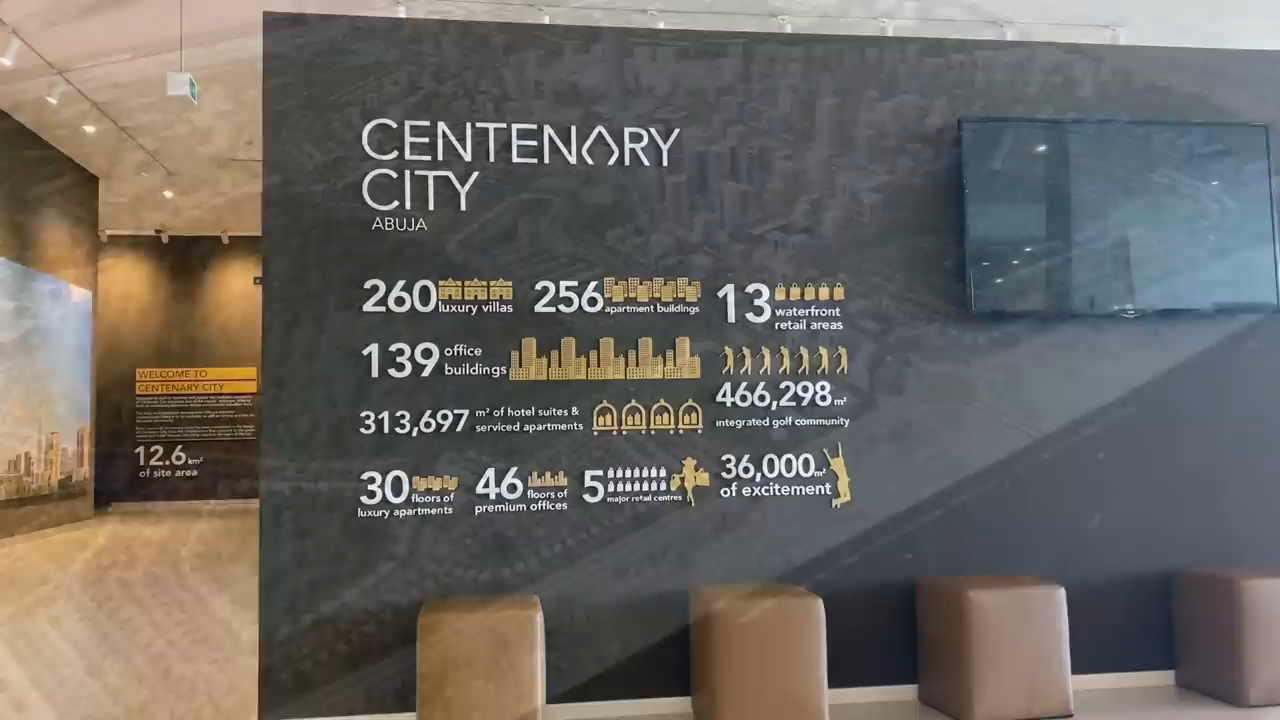 CENTENARY
CITY
ABUJA
260 luxury villas
256 apartment buildings
13 waterfront
retail areas
139 office
buildings
466,298 m²
integrated golf community
313,697 m² of hotel suites &
serviced apartments
30 floors of
luxury apartments
46 floors of
premium offices
5 major retail centres
36,000 m²
of excitement
WELCOME TO
CENTENARY CITY
12.6 km²
of site area